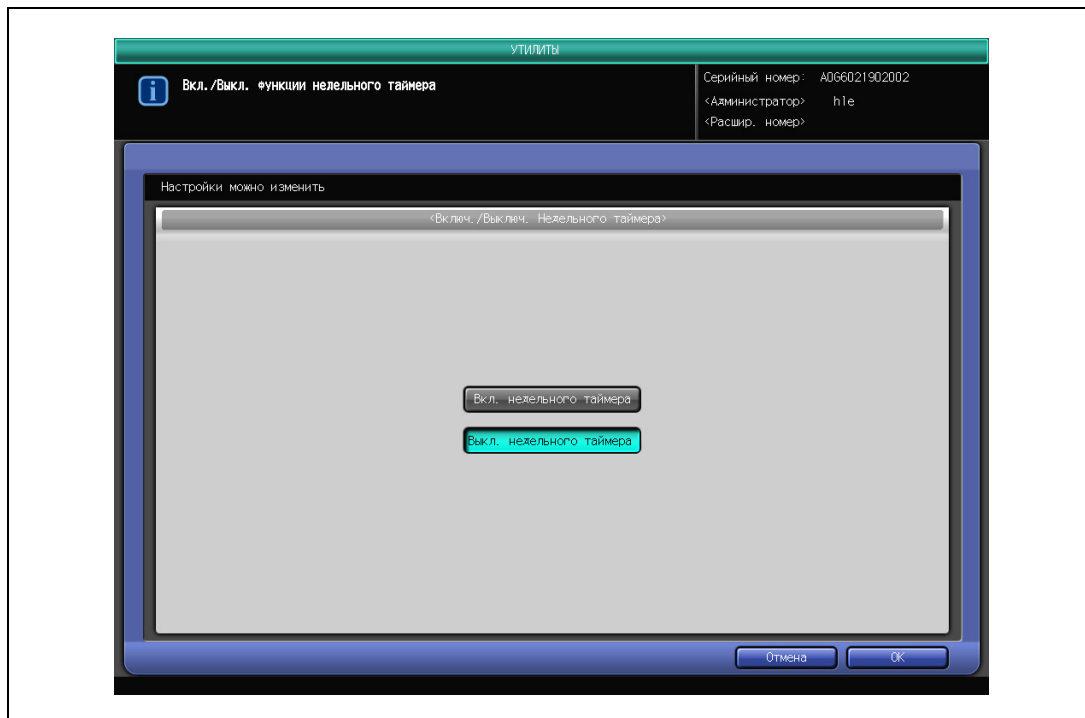 УТИЛИТЫ
Вкл./Выкл. функции недельного таймера
Серийный номер: A0G6021902002
<Администратор> hle
<Расшир. номер>
Настройки можно изменить
<Включ./Выключ. Недельного таймера>
Вкл. недельного таймера
Выкл. недельного таймера
Отмена
OK